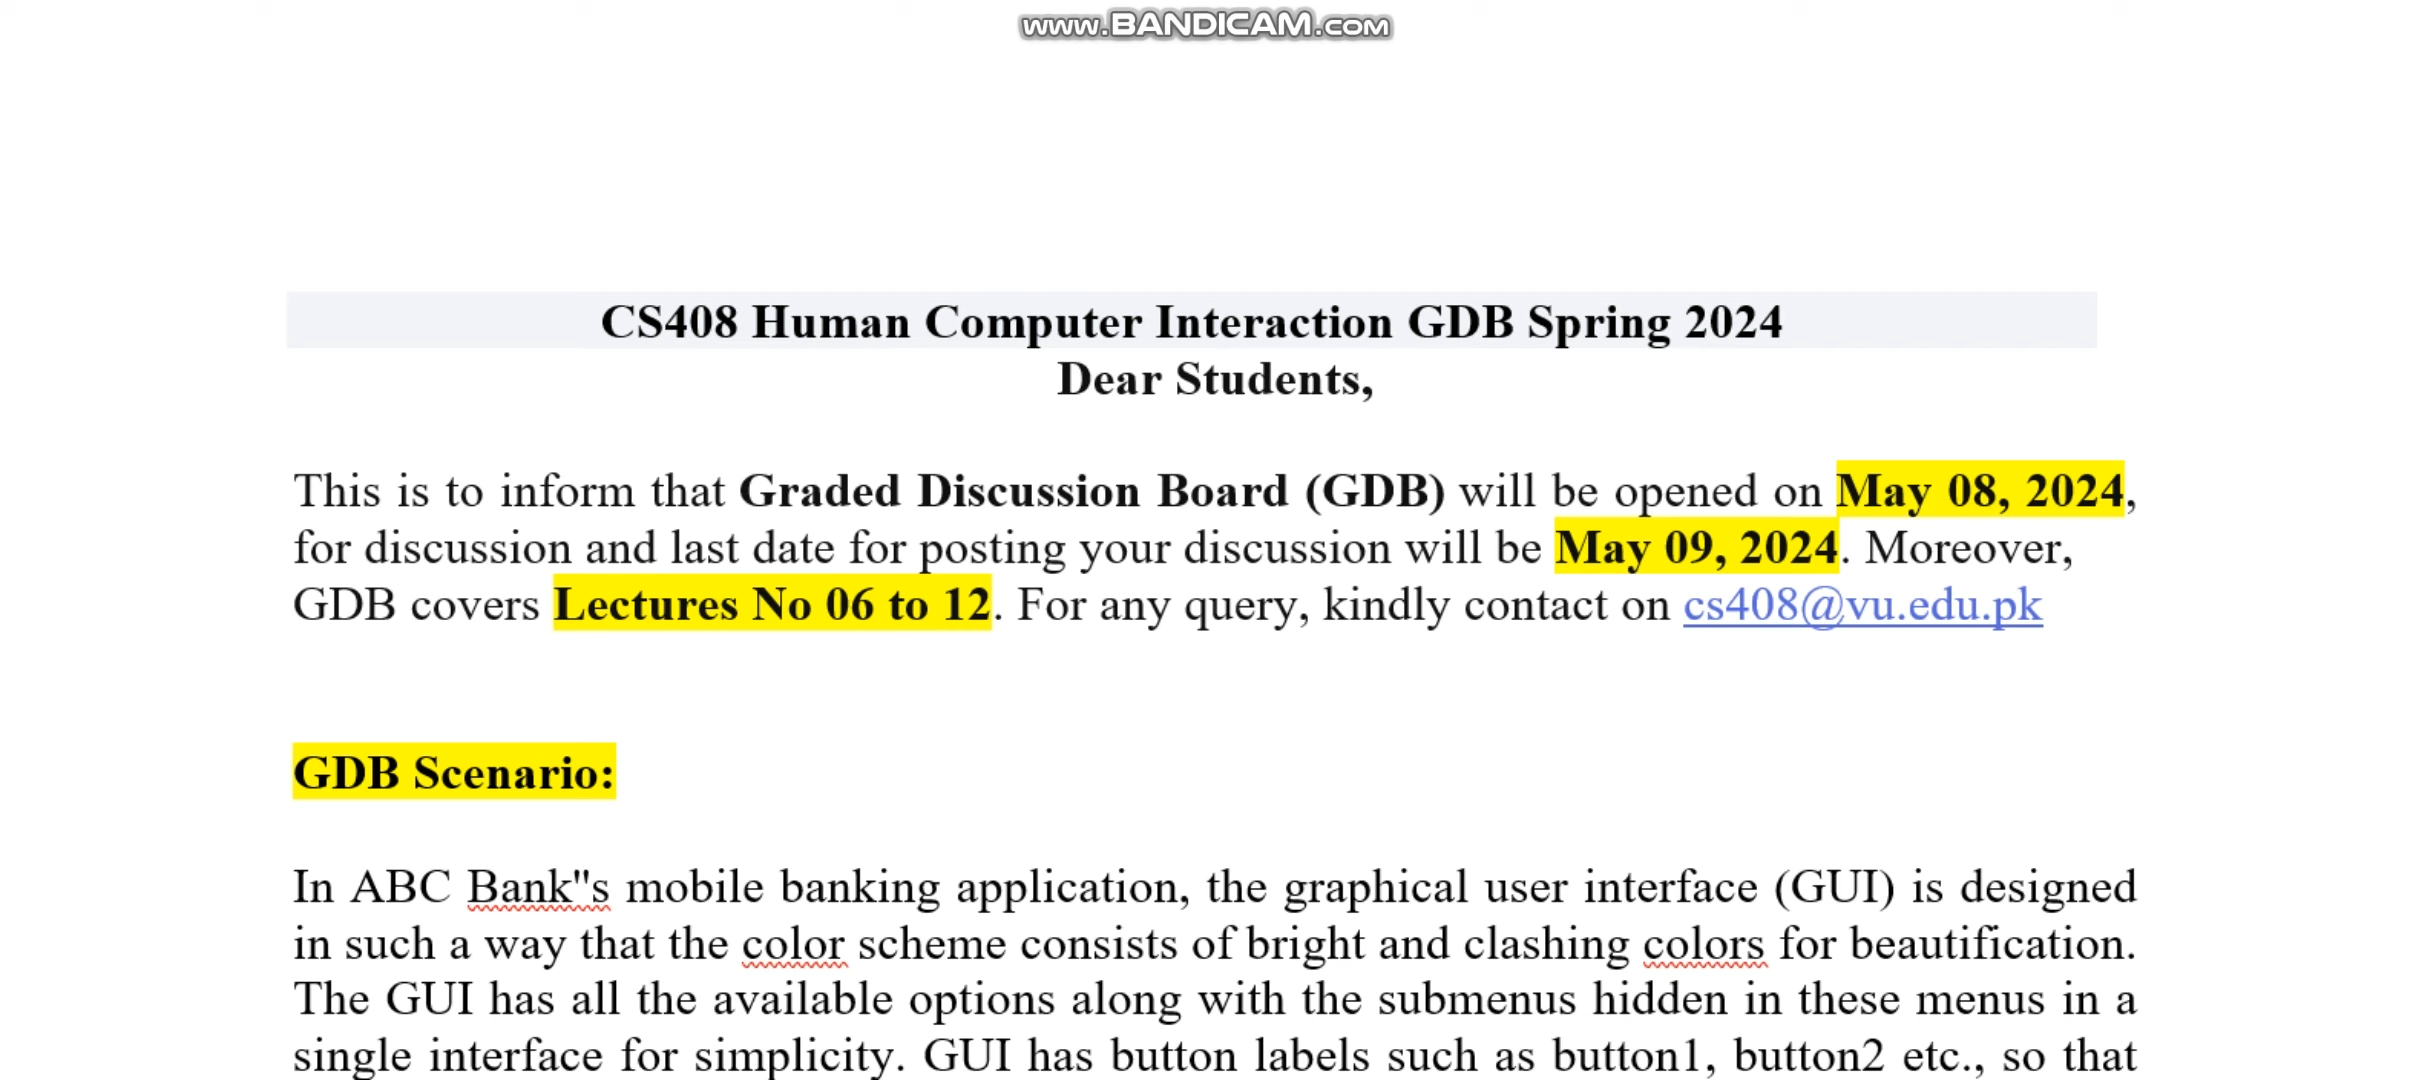 www.BANDICAM.com
CS408 Human Computer Interaction GDB Spring 2024
Dear Students,
This is to inform that Graded Discussion Board (GDB) will be opened on May 08, 2024,
for discussion and last date for posting your discussion will be May 09, 2024. Moreover,
GDB covers Lectures No 06 to 12. For any query, kindly contact on cs408@vu.edu.pk
GDB Scenario:
In ABC Bank"s mobile banking application, the graphical user interface (GUI) is designed
in such a way that the color scheme consists of bright and clashing colors for beautification.
The GUI has all the available options along with the submenus hidden in these menus in a
single interface for simplicity. GUI has button labels such as button1, button2 etc., so that